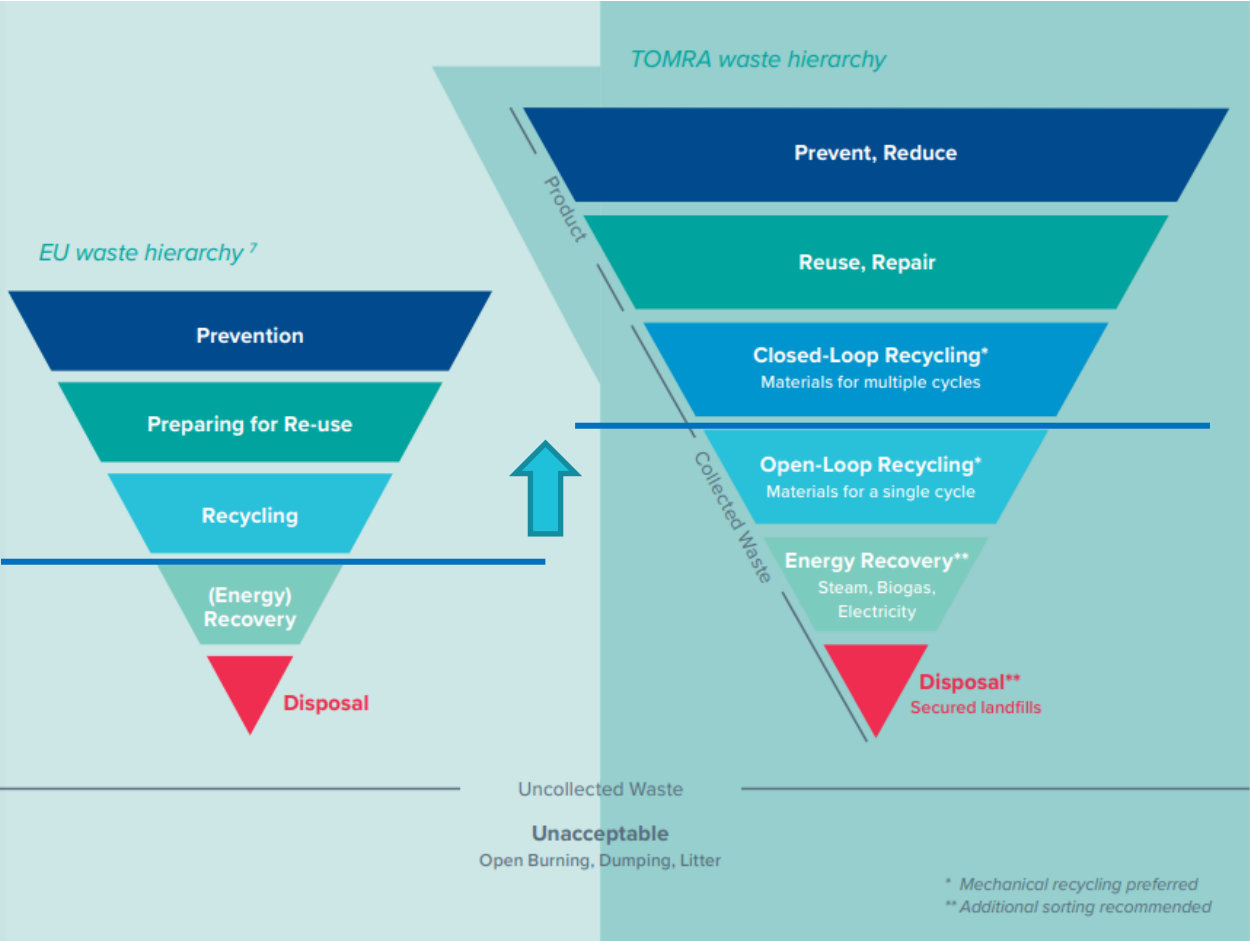 TOMRA waste hierarchy
Prevent, Reduce
Product
Reuse, Repair
Closed-Loop Recycling*
Materials for multiple cycles
Open-Loop Recycling*
Materials for a single cycle
Collected Waste
Energy Recovery**
Steam, Biogas,
Electricity
Disposal**
Secured landfills
EU waste hierarchy 7
Prevention
Preparing for Re-use
Recycling
(Energy)
Recovery
Disposal
Uncollected Waste
Unacceptable
Open Burning, Dumping, Litter
* Mechanical recycling preferred
** Additional sorting recommended